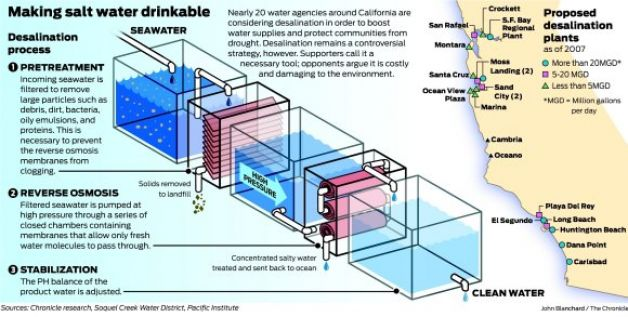 Making salt water drinkable
Desalination
process
SEAWATER
Nearly 20 water agencies around California are
considering desalination in order to boost
water supplies and protect communities from
drought. Desalination remains a controversial
strategy, however. Supporters call it a
necessary tool; opponents argue it is costly
and damaging to the environment.
1 PRETREATMENT
Incoming seawater is
filtered to remove
large particles such as
debris, dirt, bacteria,
oily emulsions, and
proteins. This is
necessary to prevent
the reverse osmosis
membranes from
clogging.
Solids removed
to landfill
HIGH
PRESSURE
2 REVERSE OSMOSIS
Filtered seawater is pumped at
high pressure through a series of
closed chambers containing
membranes that allow only fresh
water molecules to pass through.
Concentrated salty water
treated and sent back to ocean
3 STABILIZATION
The PH balance of the
product water is adjusted.
CLEAN WATER
Proposed
desalination
plants
as of 2007
More than 20MGD*
5-20 MGD
Less than 5MGD
*MGD = Million gallons
per day
Crockett
San Rafael
S.F. Bay
Regional
Plant
Montara
Moss
Landing (2)
Santa Cruz
Sand
City (2)
Ocean View
Plaza
Marina
Cambria
Oceano
Playa Del Rey
El Segundo
Long Beach
Huntington Beach
Dana Point
Carlsbad
Sources: Chronicle research, Soquel Creek Water District, Pacific Institute
John Blanchard / The Chronicle